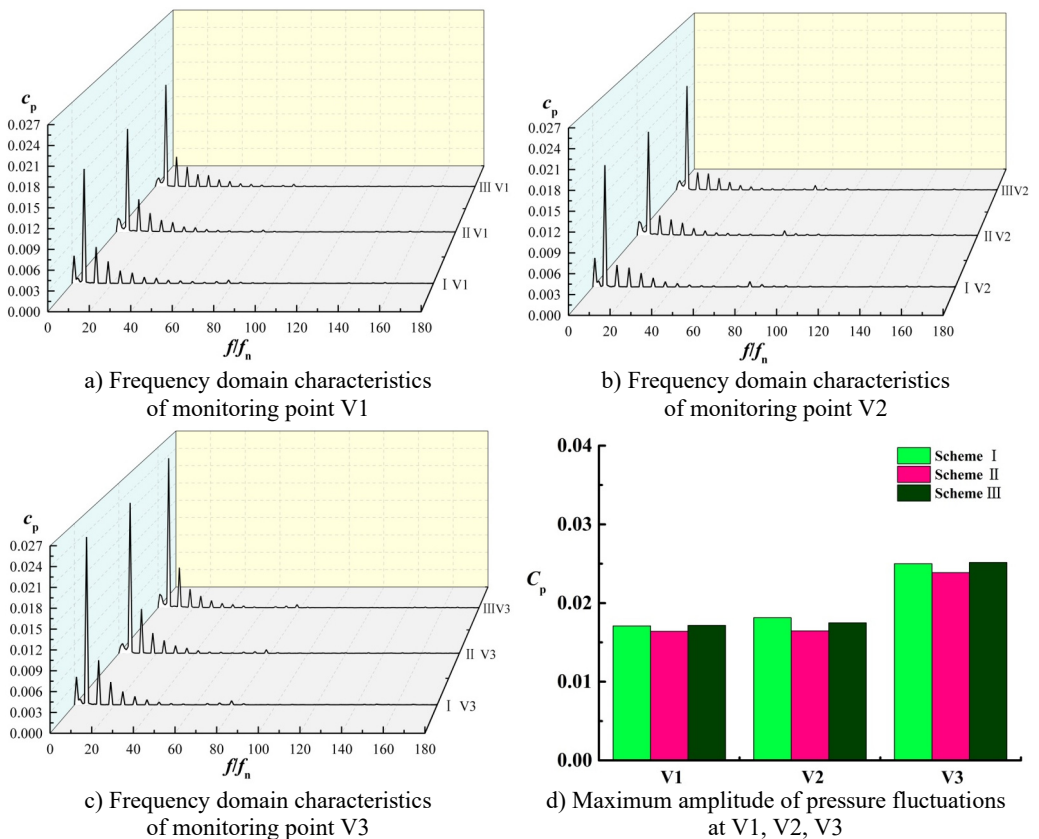 c_p
0.027
0.024
0.021
0.018
0.015
0.012
0.009
0.006
0.003
0.000
0 20 40 60 80 100 120 140 160 180
f/f_n
Ⅲ V1
Ⅱ V1
Ⅰ V1
a) Frequency domain characteristics
of monitoring point V1
c_p
0.027
0.024
0.021
0.018
0.015
0.012
0.009
0.006
0.003
0.000
0 20 40 60 80 100 120 140 160 180
f/f_n
ⅢV2
Ⅱ V2
Ⅰ V2
b) Frequency domain characteristics
of monitoring point V2
c_p
0.027
0.024
0.021
0.018
0.015
0.012
0.009
0.006
0.003
0.000
0 20 40 60 80 100 120 140 160 180
f/f_n
ⅢV3
Ⅱ V3
Ⅰ V3
c) Frequency domain characteristics
of monitoring point V3
0.04
0.03
C_p
0.02
0.01
0.00
Scheme Ⅰ
Scheme Ⅱ
Scheme Ⅲ
V1 V2 V3
d) Maximum amplitude of pressure fluctuations
at V1, V2, V3